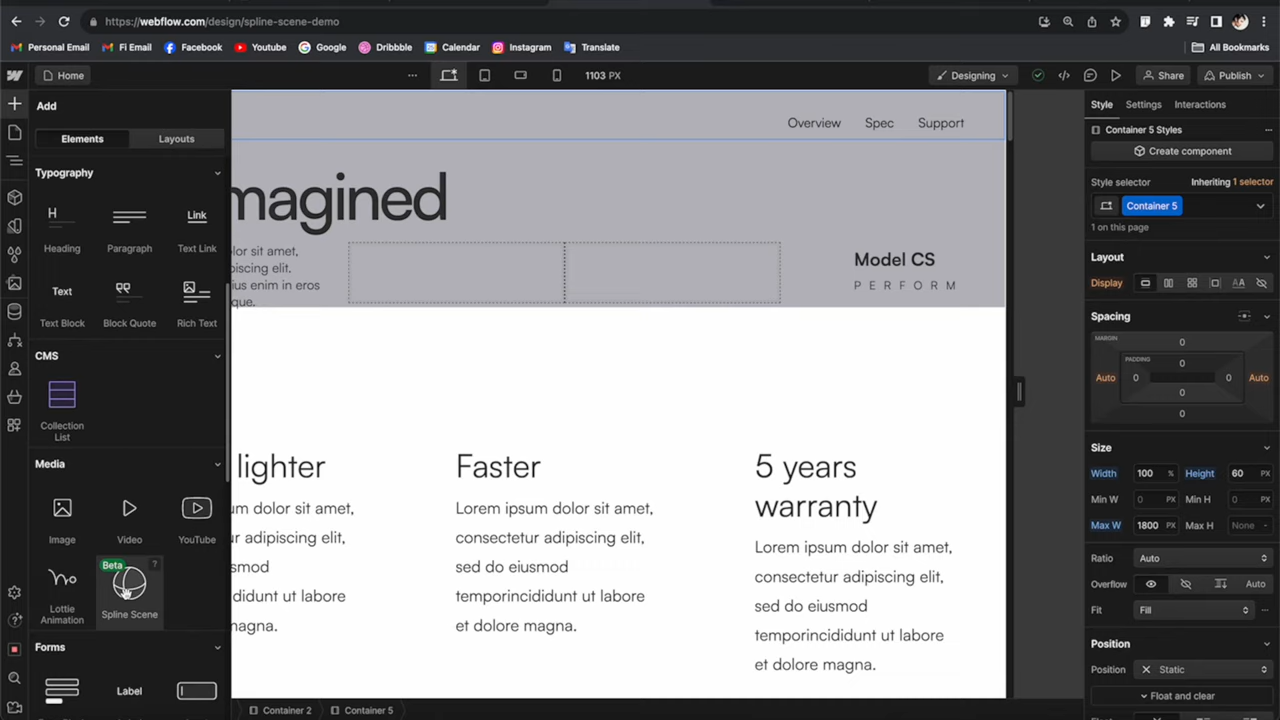 https://webflow.com/design/spline-scene-demo
Personal Email
Fi Email
Facebook
Youtube
Google
Dribbble
Calendar
Instagram
Translate
All Bookmarks
Home
1103 PX
Designing
Share
Publish
Add
Elements
Layouts
Typography
H
Heading
Paragraph
Link
Text Link
Text
Text Block
Block Quote
Rich Text
CMS
Collection
List
Media
Image
Video
YouTube
Lottie
Animation
Beta
?
Spline Scene
Forms
Label
Overview
Spec
Support
magined
olor sit amet,
piscing elit.
ius enim in eros
que.
Model CS
PERFORM
lighter
um dolor sit amet,
ur adipiscing elit,
smod
didunt ut labore
magna.
Faster
Lorem ipsum dolor sit amet,
consectetur adipiscing elit,
sed do eiusmod
temporincididunt ut labore
et dolore magna.
5 years
warranty
Lorem ipsum dolor sit amet,
consectetur adipiscing elit,
sed do eiusmod
temporincididunt ut labore
et dolore magna.
Container 2
Container 5
Style
Settings
Interactions
Container 5 Styles
Create component
Style selector
Inheriting 1 selector
Container 5
1 on this page
Layout
Display
Spacing
MARGIN
0
PADDING
0
Auto
0
0
Auto
0
0
Size
Width
100 %
Height
60 PX
Min W
0 PX
Min H
0 PX
Max W
1800 PX
Max H
None -
Ratio
Auto
Overflow
Auto
Fit
Fill
Position
Position
Static
Float and clear